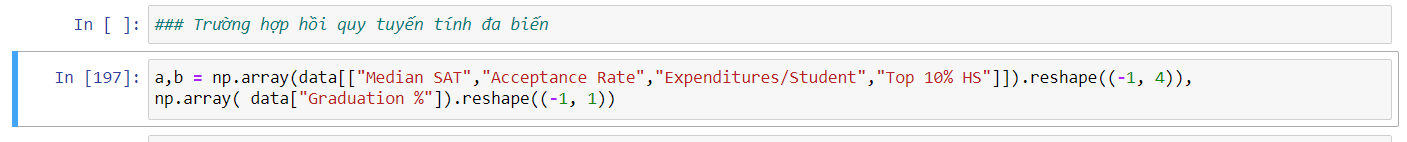 In [ ]: ### Trường hợp hồi quy tuyến tính đa biến
In [197]: a,b = np.array(data[["Median SAT","Acceptance Rate","Expenditures/Student","Top 10% HS"]]).reshape((-1, 4)),
np.array( data["Graduation %"]).reshape((-1, 1))